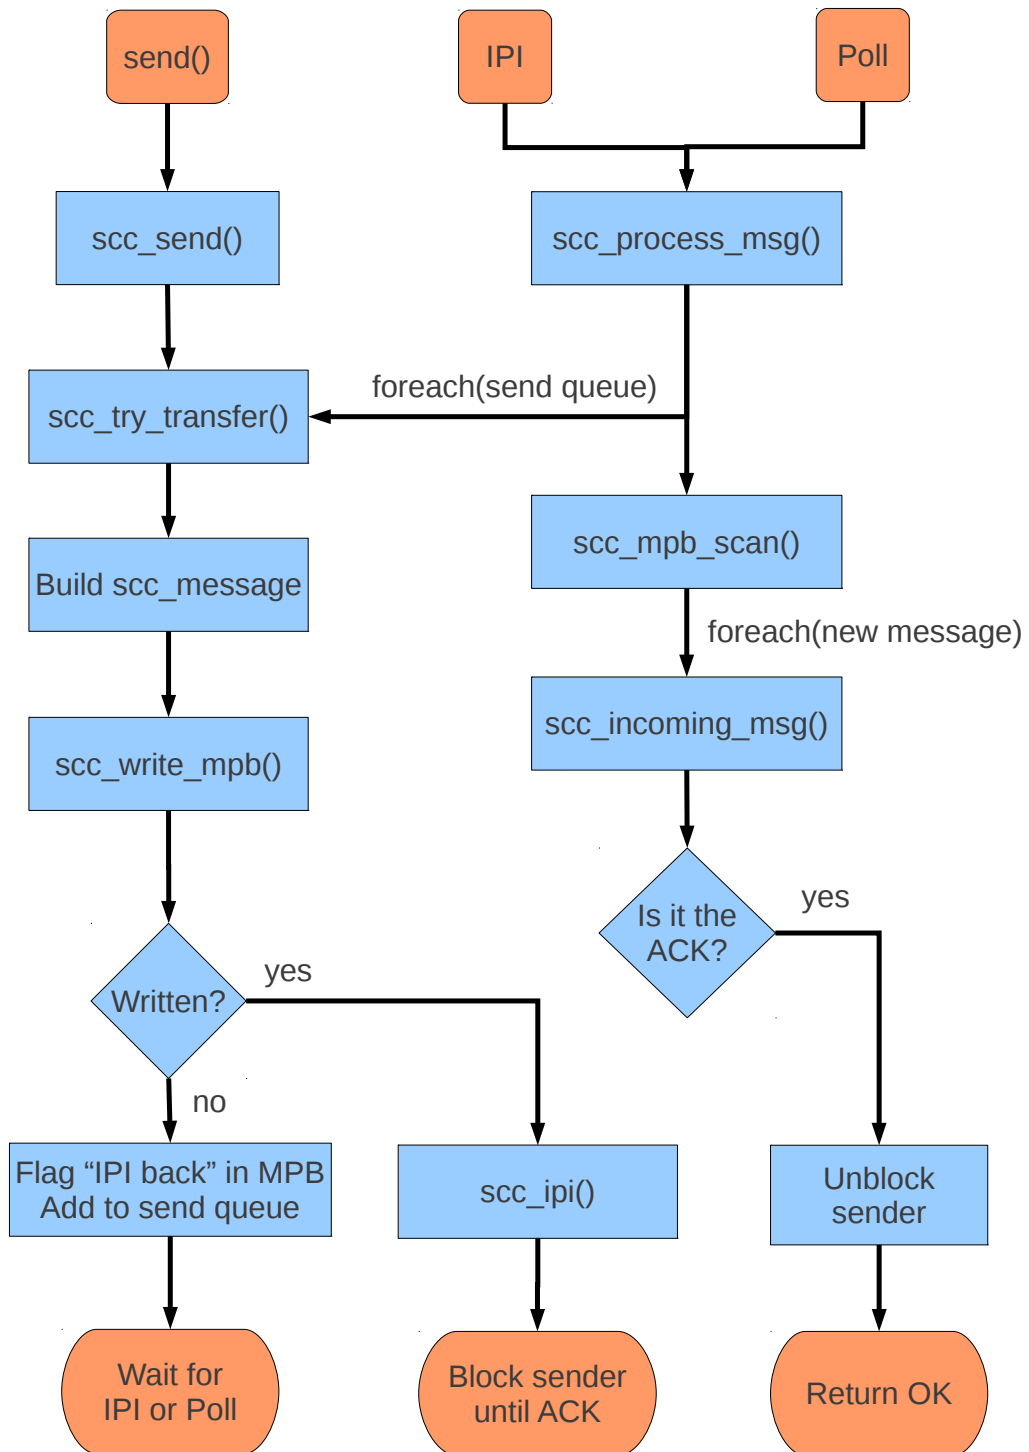 send()
IPI
Poll
scc_send()
scc_process_msg()
foreach(send queue)
scc_try_transfer()
scc_mpb_scan()
Build scc_message
foreach(new message)
scc_incoming_msg()
scc_write_mpb()
Is it the
ACK?
yes
Written?
yes
no
Flag “IPI back” in MPB
Add to send queue
scc_ipi()
Unblock
sender
Wait for
IPI or Poll
Block sender
until ACK
Return OK